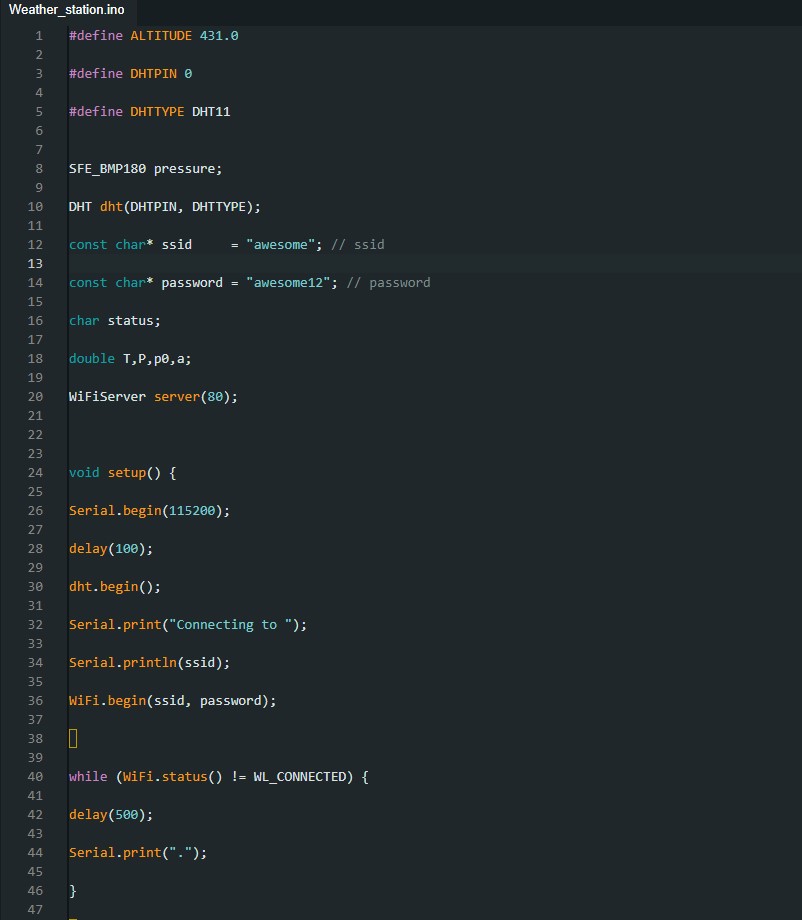 Weather_station.ino
1 #define ALTITUDE 431.0
2
3 #define DHTPIN 0
4
5 #define DHTTYPE DHT11
6
7
8 SFE_BMP180 pressure;
9
10 DHT dht(DHTPIN, DHTTYPE);
11
12 const char* ssid     = "awesome"; // ssid
13
14 const char* password = "awesome12"; // password
15
16 char status;
17
18 double T,P,p0,a;
19
20 WiFiServer server(80);
21
22
23
24 void setup() {
25
26 Serial.begin(115200);
27
28 delay(100);
29
30 dht.begin();
31
32 Serial.print("Connecting to ");
33
34 Serial.println(ssid);
35
36 WiFi.begin(ssid, password);
37
38
39
40 while (WiFi.status() != WL_CONNECTED) {
41
42 delay(500);
43
44 Serial.print(".");
45
46 }
47